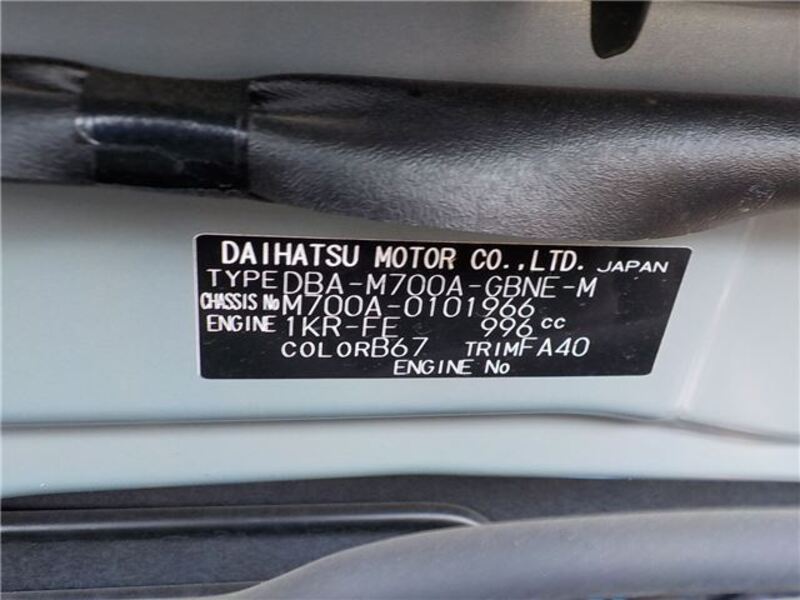 DAIHATSU MOTOR CO.,LTD. JAPAN
TYPE DBA-M700A-GBNE-M
CHASSIS No M700A-0101966
ENGINE 1KR-FE 996 cc
COLOR B67 TRIM FA40
ENGINE No